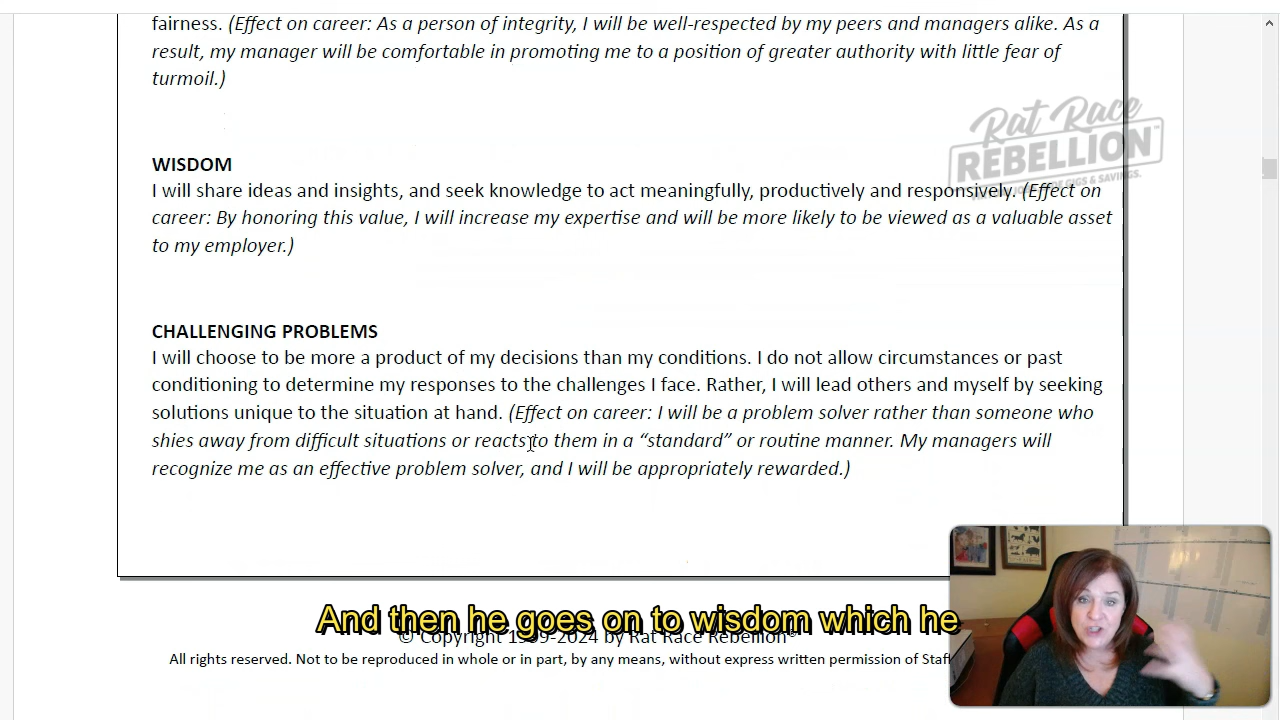 fairness. (Effect on career: As a person of integrity, I will be well-respected by my peers and managers alike. As a
result, my manager will be comfortable in promoting me to a position of greater authority with little fear of
turmoil.)
Rat Race
REBELLION™
WISDOM
I will share ideas and insights, and seek knowledge to act meaningfully, productively and responsively. (Effect on
career: By honoring this value, I will increase my expertise and will be more likely to be viewed as a valuable asset
to my employer.)
CHALLENGING PROBLEMS
I will choose to be more a product of my decisions than my conditions. I do not allow circumstances or past
conditioning to determine my responses to the challenges I face. Rather, I will lead others and myself by seeking
solutions unique to the situation at hand. (Effect on career: I will be a problem solver rather than someone who
shies away from difficult situations or reacts to them in a “standard” or routine manner. My managers will
recognize me as an effective problem solver, and I will be appropriately rewarded.)
And then he goes on to wisdom which he
© Copyright 1999-2024 by Rat Race Rebellion®
All rights reserved. Not to be reproduced in whole or in part, by any means, without express written permission of